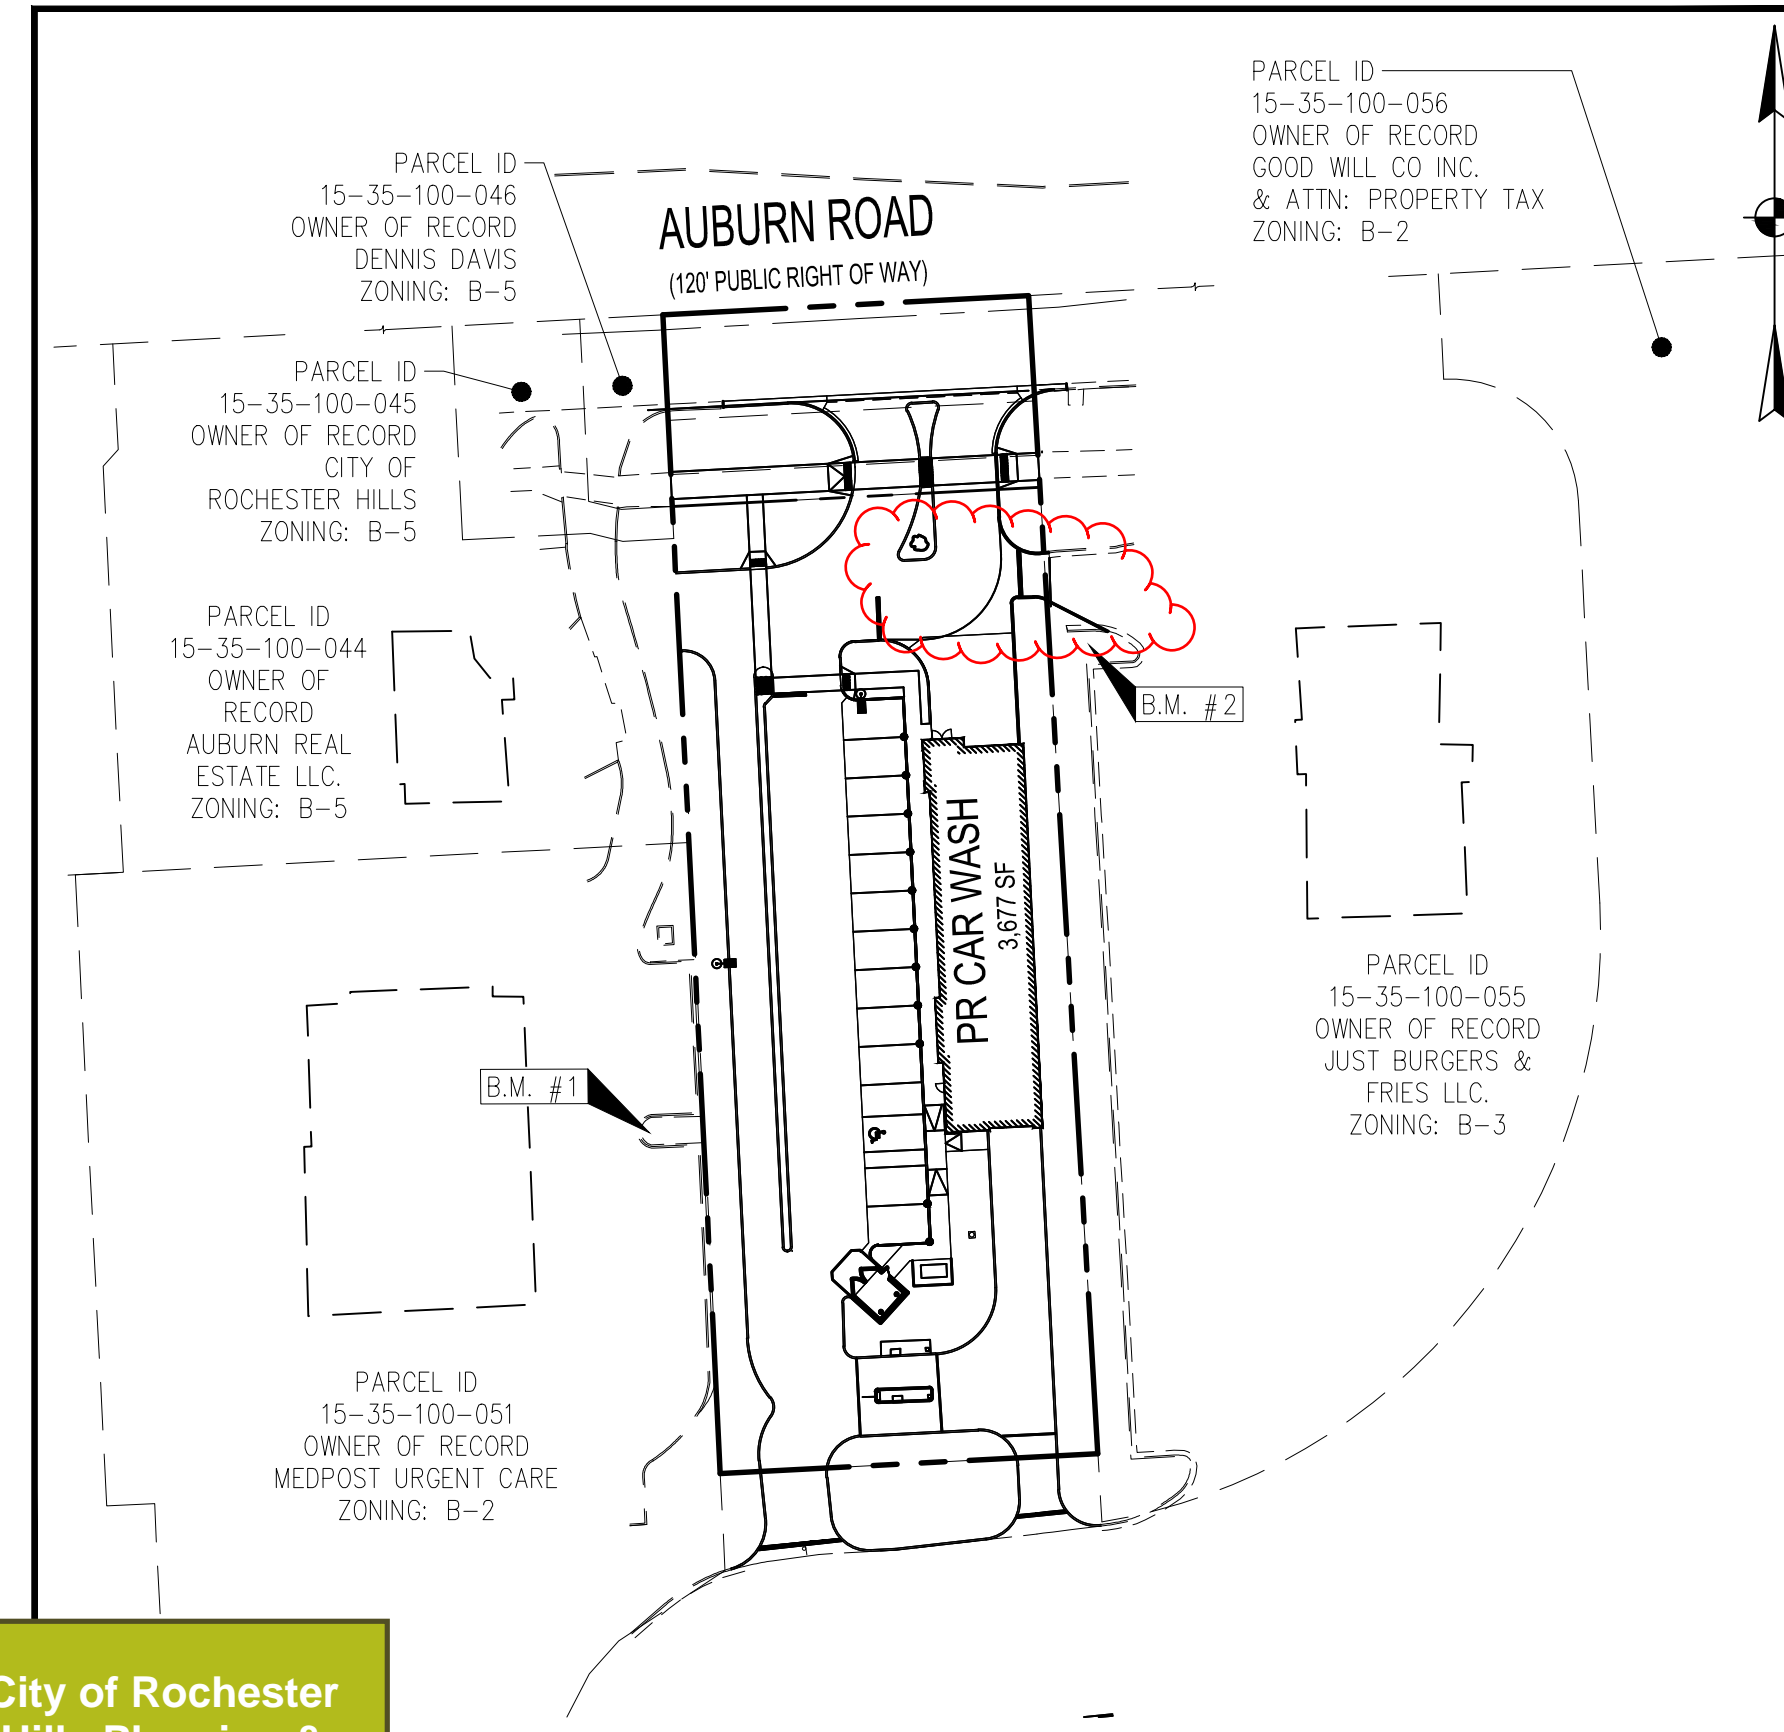 PARCEL ID
15-35-100-056
OWNER OF RECORD
GOOD WILL CO INC.
& ATTN: PROPERTY TAX
ZONING: B-2
PARCEL ID
15-35-100-046
OWNER OF RECORD
DENNIS DAVIS
ZONING: B-5
AUBURN ROAD
(120' PUBLIC RIGHT OF WAY)
PARCEL ID
15-35-100-045
OWNER OF RECORD
CITY OF
ROCHESTER HILLS
ZONING: B-5
PARCEL ID
15-35-100-044
OWNER OF
RECORD
AUBURN REAL
ESTATE LLC.
ZONING: B-5
B.M. #2
PR CAR WASH
3,677 SF
PARCEL ID
15-35-100-055
OWNER OF RECORD
JUST BURGERS &
FRIES LLC.
ZONING: B-3
B.M. #1
PARCEL ID
15-35-100-051
OWNER OF RECORD
MEDPOST URGENT CARE
ZONING: B-2
City of Rochester
Hills Planning &